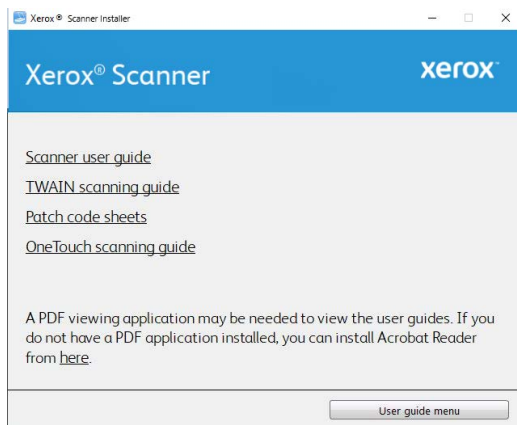 Xerox ® Scanner Installer
Xerox® Scanner
xerox™
Scanner user guide
TWAIN scanning guide
Patch code sheets
OneTouch scanning guide
A PDF viewing application may be needed to view the user guides. If you
do not have a PDF application installed, you can install Acrobat Reader
from here.
User guide menu